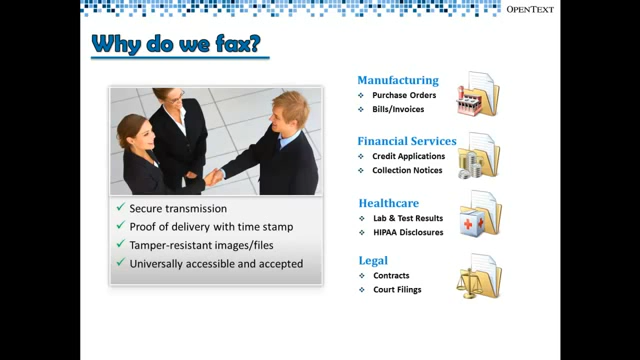 OPENTEXT
Why do we fax?
Secure transmission
Proof of delivery with time stamp
Tamper-resistant images/files
Universally accessible and accepted
Manufacturing
Purchase Orders
Bills/Invoices
Financial Services
Credit Applications
Collection Notices
Healthcare
Lab & Test Results
HIPAA Disclosures
Legal
Contracts
Court Filings